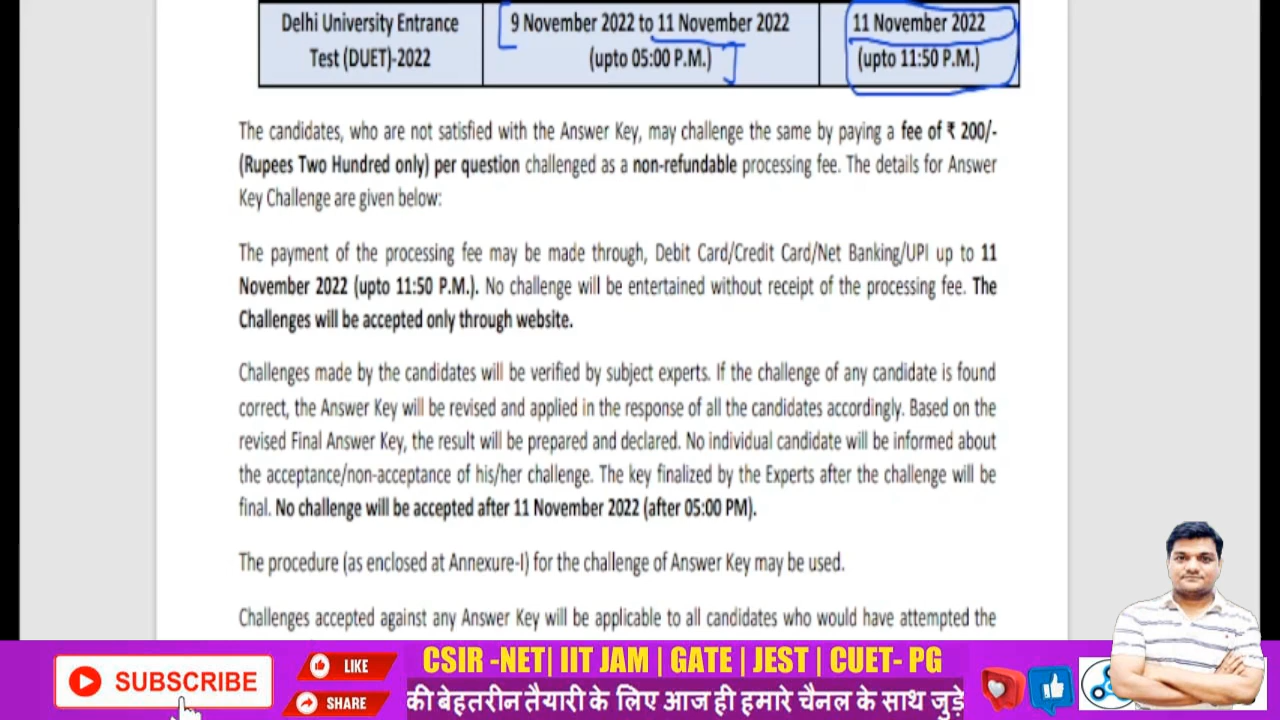 Delhi University Entrance
Test (DUET)-2022
9 November 2022 to 11 November 2022
(upto 05:00 P.M.)
11 November 2022
(upto 11:50 P.M.)
The candidates, who are not satisfied with the Answer Key, may challenge the same by paying a fee of ₹ 200/-
(Rupees Two Hundred only) per question challenged as a non-refundable processing fee. The details for Answer
Key Challenge are given below:
The payment of the processing fee may be made through, Debit Card/Credit Card/Net Banking/UPI up to 11
November 2022 (upto 11:50 P.M.). No challenge will be entertained without receipt of the processing fee. The
Challenges will be accepted only through website.
Challenges made by the candidates will be verified by subject experts. If the challenge of any candidate is found
correct, the Answer Key will be revised and applied in the response of all the candidates accordingly. Based on the
revised Final Answer Key, the result will be prepared and declared. No individual candidate will be informed about
the acceptance/non-acceptance of his/her challenge. The key finalized by the Experts after the challenge will be
final. No challenge will be accepted after 11 November 2022 (after 05:00 PM).
The procedure (as enclosed at Annexure-I) for the challenge of Answer Key may be used.
Challenges accepted against any Answer Key will be applicable to all candidates who would have attempted the
SUBSCRIBE
LIKE
SHARE
CSIR -NET| IIT JAM | GATE | JEST | CUET- PG
की बेहतरीन तैयारी के लिए आज ही हमारे चैनल के साथ जुड़े